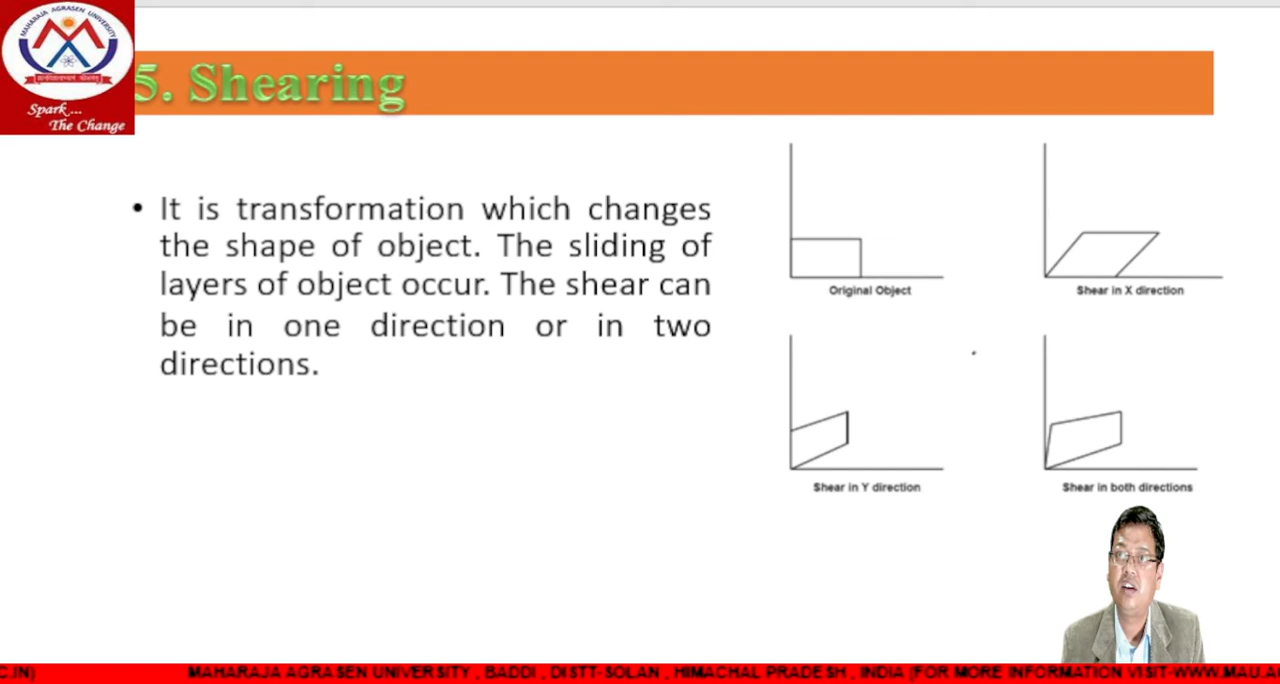 MAHARAJA AGRASEN UNIVERSITY
Spark...
The Change
5. Shearing
• It is transformation which changes
the shape of object. The sliding of
layers of object occur. The shear can
be in one direction or in two
directions.
Original Object
Shear in X direction
Shear in Y direction
Shear in both directions
C.IN) MAHARAJA AGRASEN UNIVERSITY , BADDI , DISTT-SOLAN , HIMACHAL PRADESH , INDIA (FOR MORE INFORMATION VISIT-WWW.MAU.A